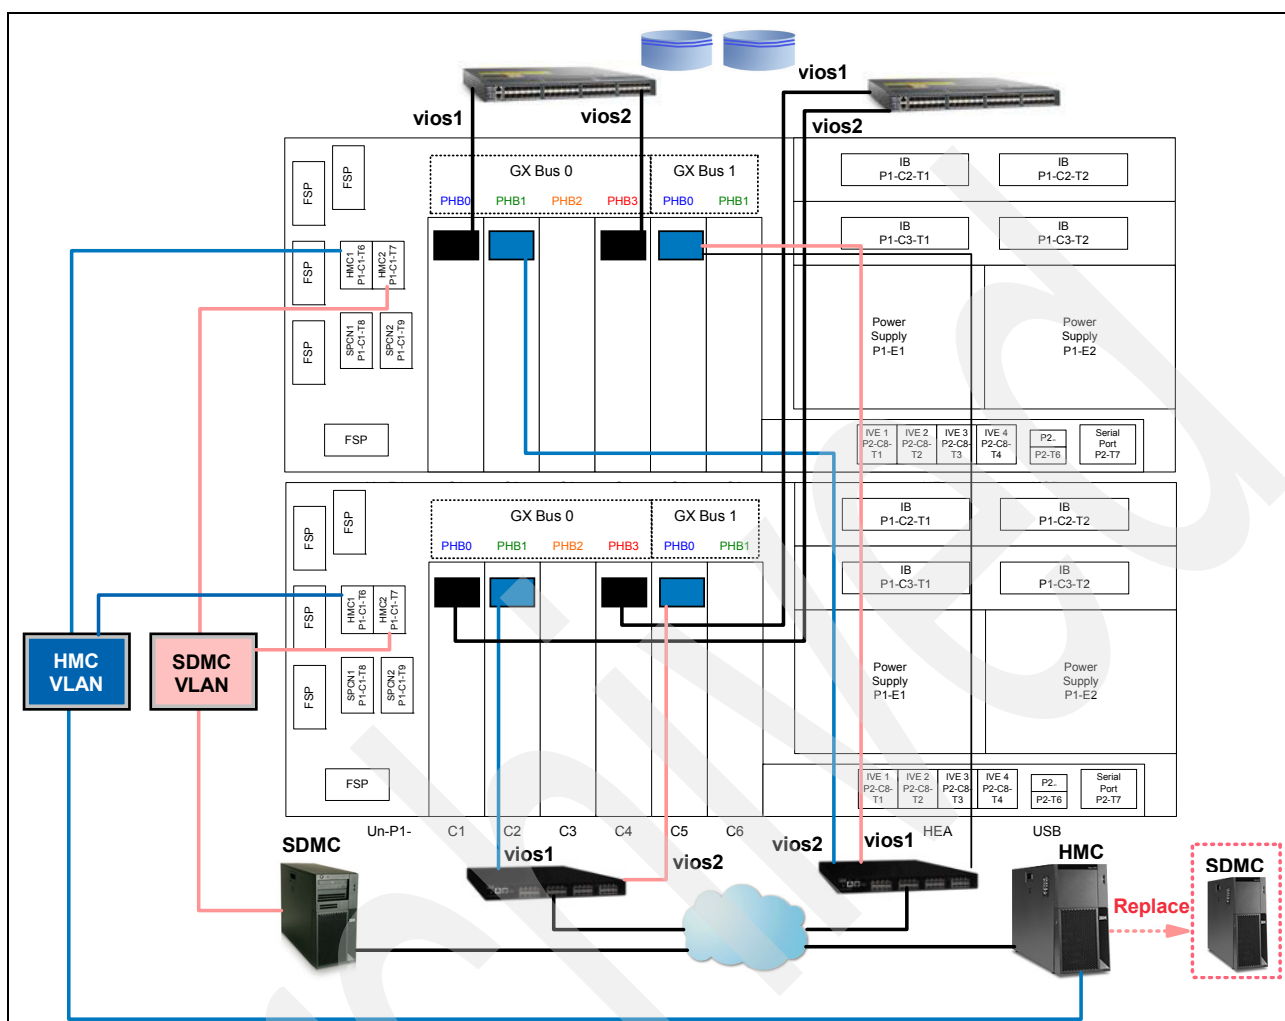 vios1
vios1
vios2
vios2
FSP
FSP
GX Bus 0
GX Bus 1
PHB0 PHB1 PHB2 PHB3 PHB0 PHB1
IB
P1-C2-T1
IB
P1-C2-T2
FSP
HMC1
P1-C1-T6
HMC2
P1-C1-T7
IB
P1-C3-T1
IB
P1-C3-T2
FSP
SPCN1
P1-C1-T8
SPCN2
P1-C1-T9
Power
Supply
P1-E1
Power
Supply
P1-E2
FSP
IVE 1
P2-C8-
T1
IVE 2
P2-C8-
T2
IVE 3
P2-C8-
T3
IVE 4
P2-C8-
T4
P2-
P2-T6
Serial
Port
P2-T7
FSP
FSP
GX Bus 0
GX Bus 1
PHB0 PHB1 PHB2 PHB3 PHB0 PHB1
IB
P1-C2-T1
IB
P1-C2-T2
FSP
HMC1
P1-C1-T6
HMC2
P1-C1-T7
IB
P1-C3-T1
IB
P1-C3-T2
HMC
VLAN
SDMC
VLAN
FSP
SPCN1
P1-C1-T8
SPCN2
P1-C1-T9
Power
Supply
P1-E1
Power
Supply
P1-E2
FSP
IVE 1
P2-C8-
T1
IVE 2
P2-C8-
T2
IVE 3
P2-C8-
T3
IVE 4
P2-C8-
T4
P2-
P2-T6
Serial
Port
P2-T7
Un-P1- C1 C2 C3 C4 C5 C6 HEA USB
SDMC
vios1
vios2
vios2
vios1
HMC
SDMC
Replace